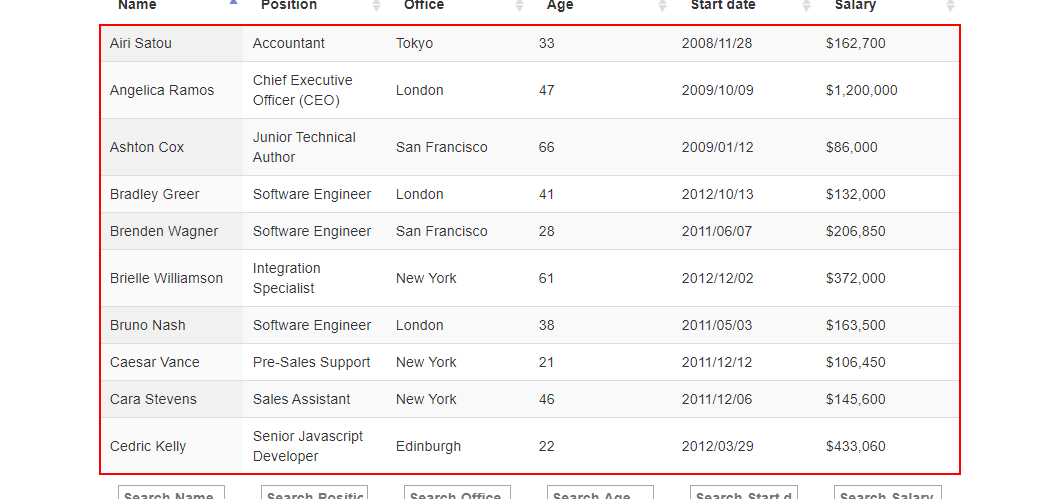 Name Position Office Age Start date Salary
Airi Satou Accountant Tokyo 33 2008/11/28 $162,700
Angelica Ramos Chief Executive Officer (CEO) London 47 2009/10/09 $1,200,000
Ashton Cox Junior Technical Author San Francisco 66 2009/01/12 $86,000
Bradley Greer Software Engineer London 41 2012/10/13 $132,000
Brenden Wagner Software Engineer San Francisco 28 2011/06/07 $206,850
Brielle Williamson Integration Specialist New York 61 2012/12/02 $372,000
Bruno Nash Software Engineer London 38 2011/05/03 $163,500
Caesar Vance Pre-Sales Support New York 21 2011/12/12 $106,450
Cara Stevens Sales Assistant New York 46 2011/12/06 $145,600
Cedric Kelly Senior Javascript Developer Edinburgh 22 2012/03/29 $433,060
Search Name Search Positio Search Office Search Age Search Start d Search Salary